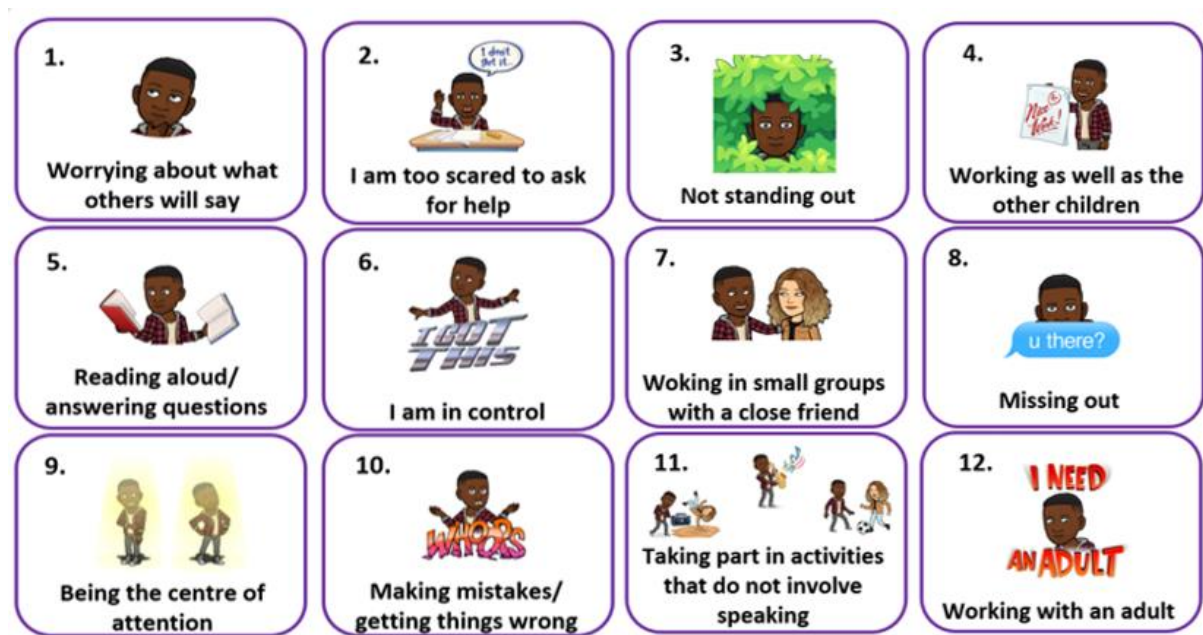 1.
Worrying about what
others will say
2.
I don't
get it...
I am too scared to ask
for help
3.
Not standing out
4.
Nice
Work!
Working as well as the
other children
5.
Reading aloud/
answering questions
6.
I GOT
THIS
I am in control
7.
Woking in small groups
with a close friend
8.
u there?
Missing out
9.
Being the centre of
attention
10.
WHOOPS
Making mistakes/
getting things wrong
11.
Taking part in activities
that do not involve
speaking
12.
I NEED
AN ADULT
Working with an adult